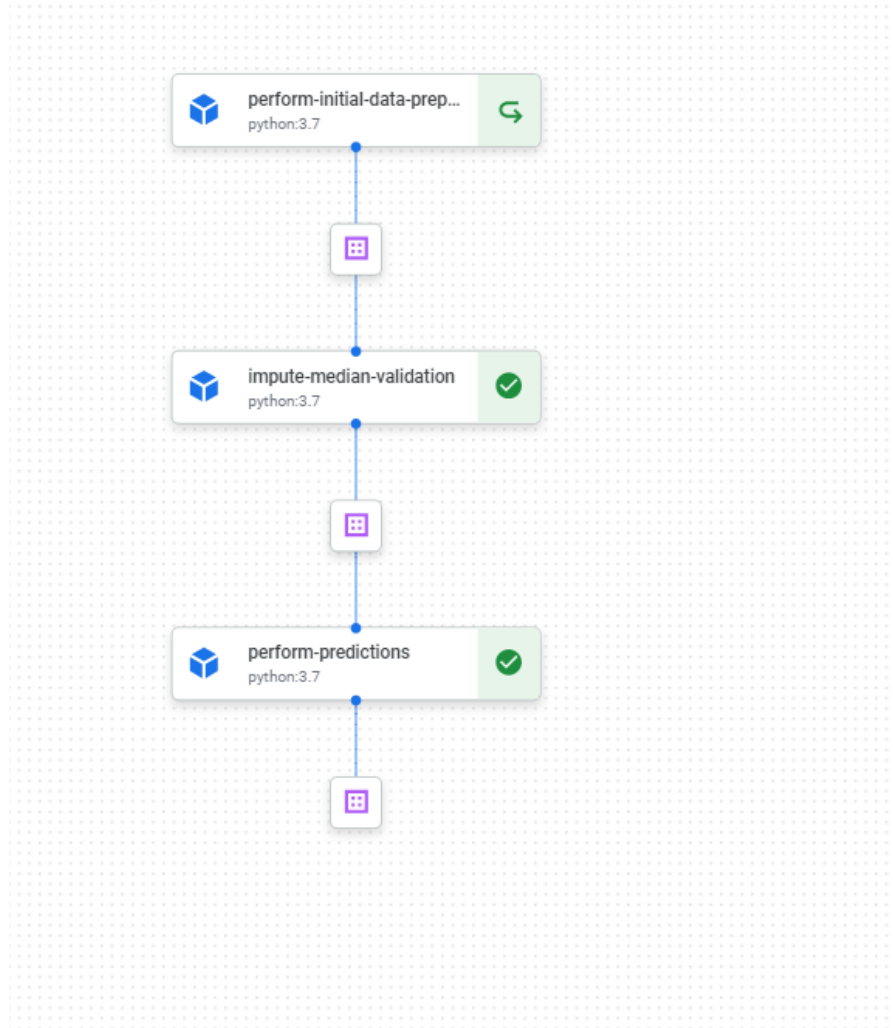 perform-initial-data-prep...
python:3.7
impute-median-validation
python:3.7
perform-predictions
python:3.7